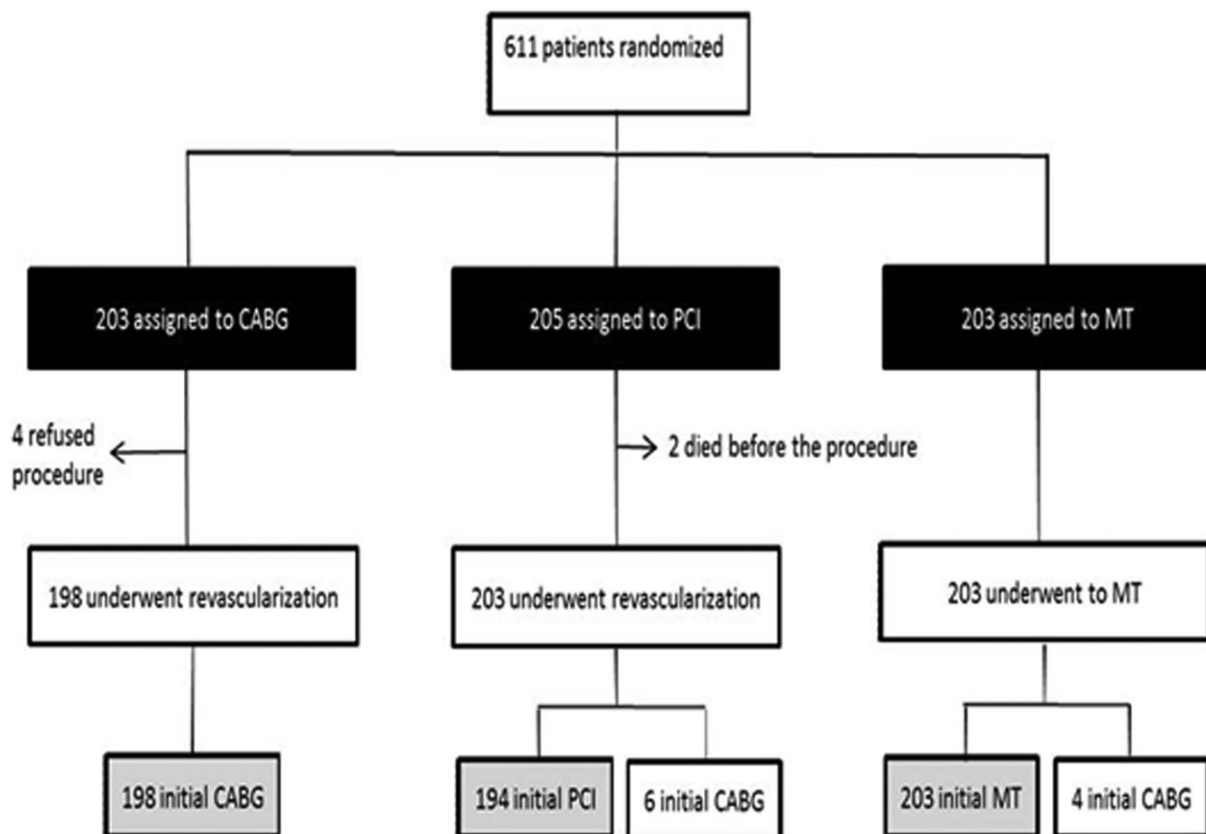 611 patients randomized
203 assigned to CABG
205 assigned to PCI
203 assigned to MT
4 refused
procedure
2 died before the procedure
198 underwent revascularization
203 underwent revascularization
203 underwent to MT
198 initial CABG
194 initial PCI
6 initial CABG
203 initial MT
4 initial CABG